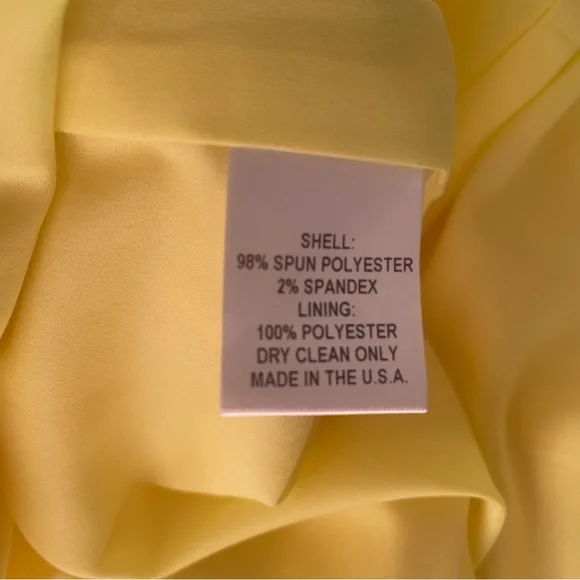 SHELL:
98% SPUN POLYESTER
2% SPANDEX
LINING:
100% POLYESTER
DRY CLEAN ONLY
MADE IN THE U.S.A.